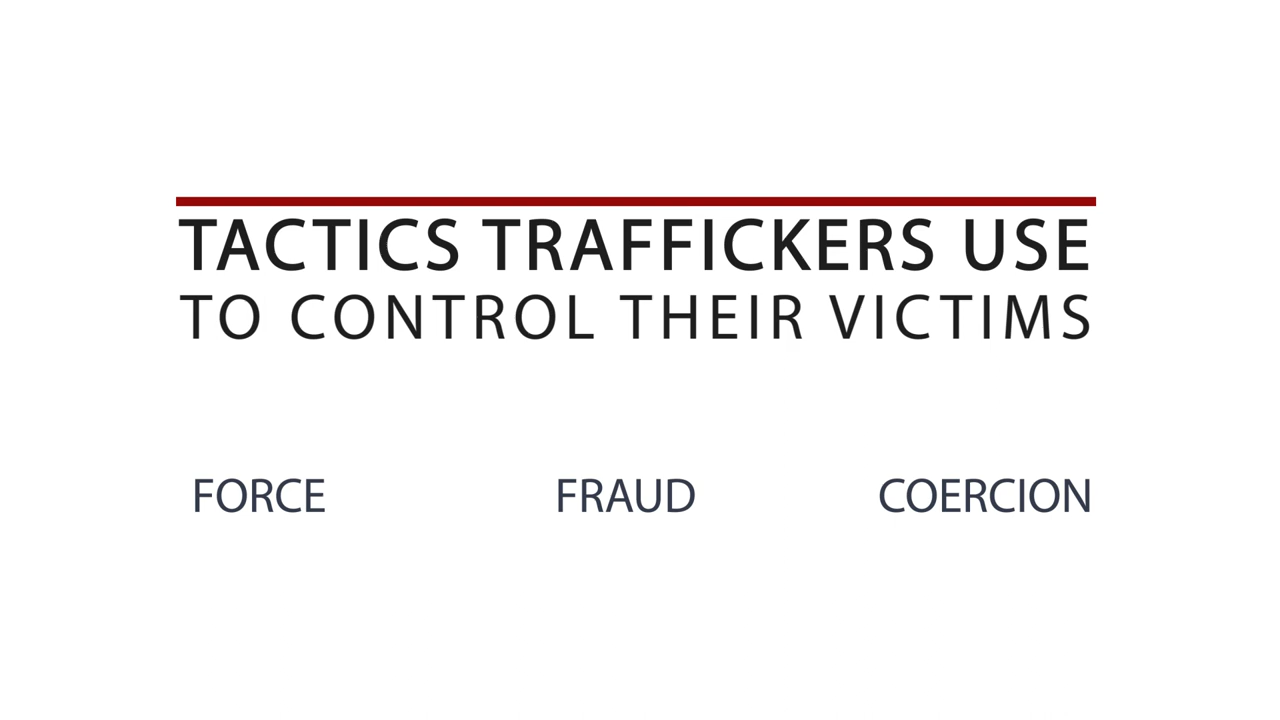 TACTICS TRAFFICKERS USE
TO CONTROL THEIR VICTIMS
FORCE FRAUD COERCION